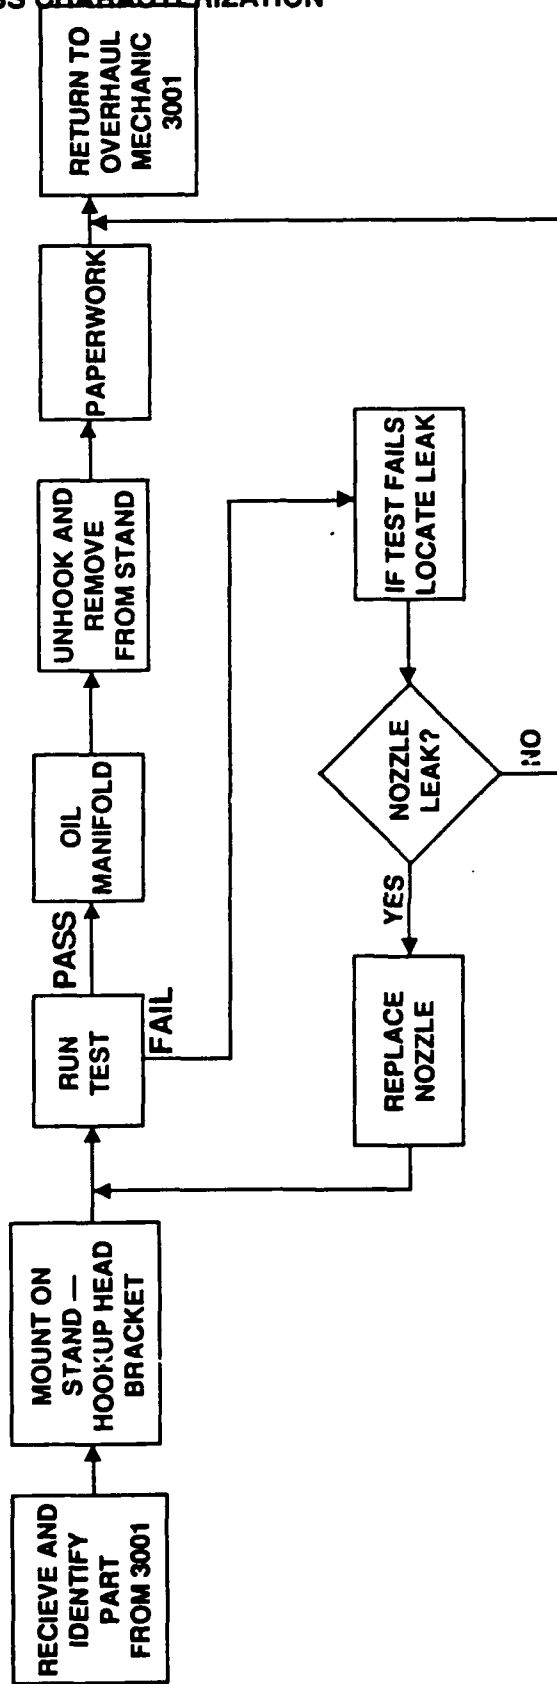 SS CHARACTERIZATION
RECIEVE AND
IDENTIFY
PART
FROM 3001
MOUNT ON
STAND —
HOOKUP HEAD
BRACKET
RUN
TEST
PASS
FAIL
OIL
MANIFOLD
UNHOOK AND
REMOVE
FROM STAND
PAPERWORK
RETURN TO
OVERHAUL
MECHANIC
3001
IF TEST FAILS
LOCATE LEAK
NOZZLE
LEAK?
YES
NO
REPLACE
NOZZLE